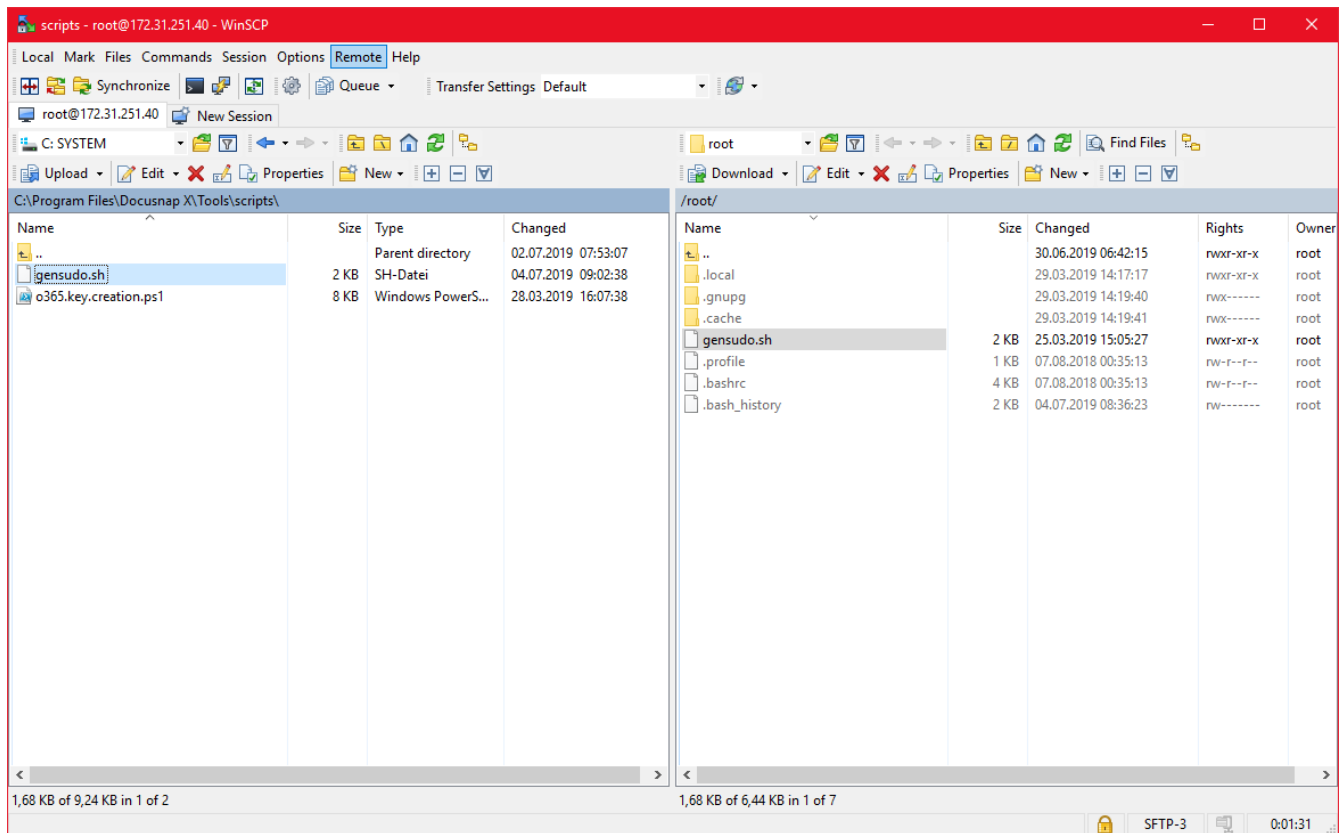 scripts - root@172.31.251.40 - WinSCP
Local Mark Files Commands Session Options Remote Help
Synchronize Queue Transfer Settings Default
root@172.31.251.40 New Session
C: SYSTEM
Upload Edit Properties New
C:\Program Files\Docusnap X\Tools\scripts\
Name Size Type Changed
.. Parent directory 02.07.2019 07:53:07
gensudo.sh 2 KB SH-Datei 04.07.2019 09:02:38
o365.key.creation.ps1 8 KB Windows PowerS... 28.03.2019 16:07:38
1,68 KB of 9,24 KB in 1 of 2
root Find Files
Download Edit Properties New
/root/
Name Size Changed Rights Owner
.. 30.06.2019 06:42:15 rwxr-xr-x root
.local 29.03.2019 14:17:17 rwxr-xr-x root
.gnupg 29.03.2019 14:19:40 rwx------ root
.cache 29.03.2019 14:19:41 rwx------ root
gensudo.sh 2 KB 25.03.2019 15:05:27 rwxr-xr-x root
.profile 1 KB 07.08.2018 00:35:13 rw-r--r-- root
.bashrc 4 KB 07.08.2018 00:35:13 rw-r--r-- root
.bash_history 2 KB 04.07.2019 08:36:23 rw------- root
1,68 KB of 6,44 KB in 1 of 7
SFTP-3 0:01:31